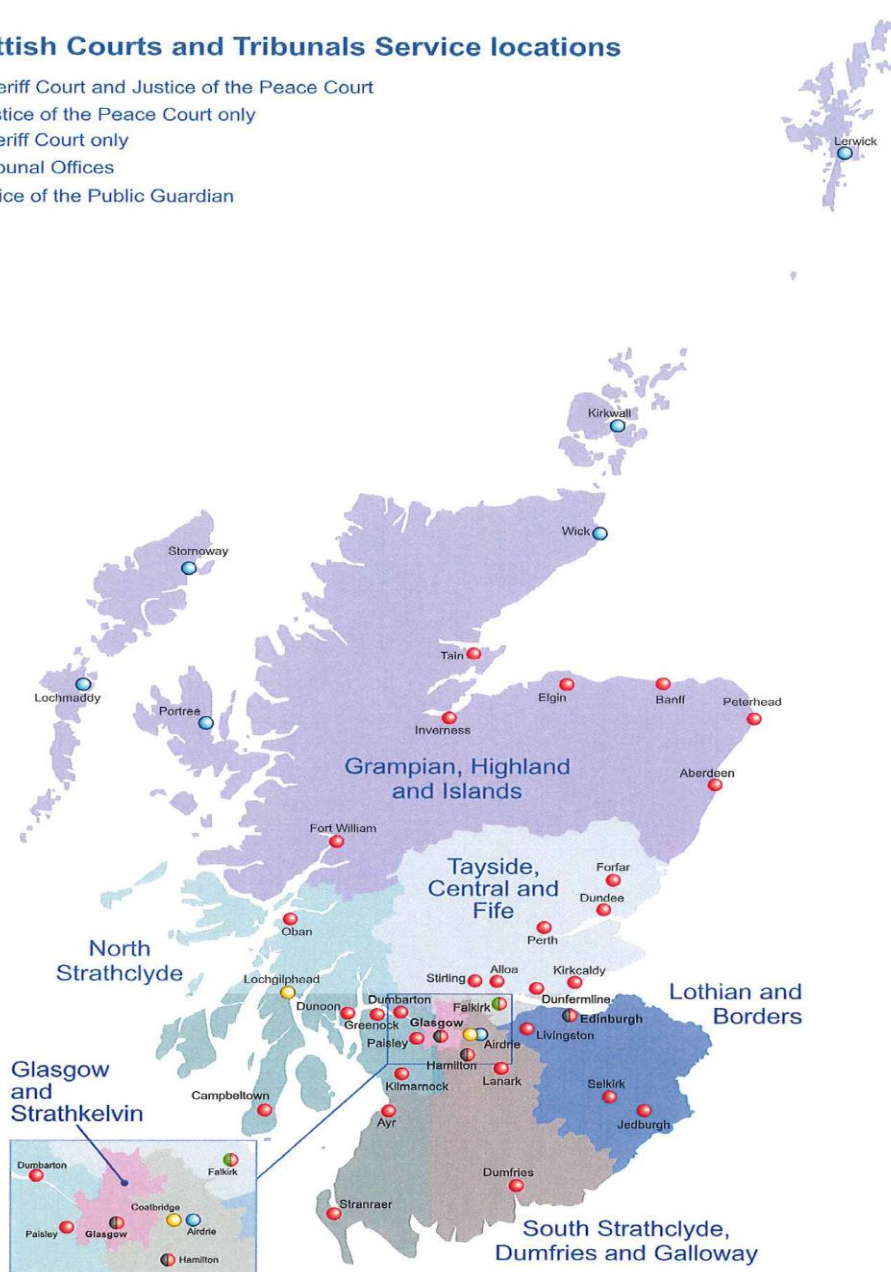 ttish Courts and Tribunals Service locations
eriff Court and Justice of the Peace Court
stice of the Peace Court only
eriff Court only
bunal Offices
ice of the Public Guardian
Lerwick
Kirkwall
Wick
Stornoway
Tain
Lochmaddy
Portree
Elgin
Banff
Peterhead
Inverness
Grampian, Highland
and Islands
Aberdeen
Fort William
Tayside,
Central and
Fife
Forfar
Dundee
Perth
Oban
North
Strathclyde
Lochgilphead
Stirling
Alloa
Kirkcaldy
Dunfermline
Dunoon
Dumbarton
Greenock
Falkirk
Glasgow
Edinburgh
Lothian and
Borders
Paisley
Airdrie
Livingston
Hamilton
Lanark
Kilmarnock
Glasgow
and
Strathkelvin
Campbeltown
Ayr
Selkirk
Jedburgh
Dumfries
Stranraer
South Strathclyde,
Dumfries and Galloway
Dumbarton
Falkirk
Coatbridge
Paisley
Glasgow
Airdrie
Hamilton